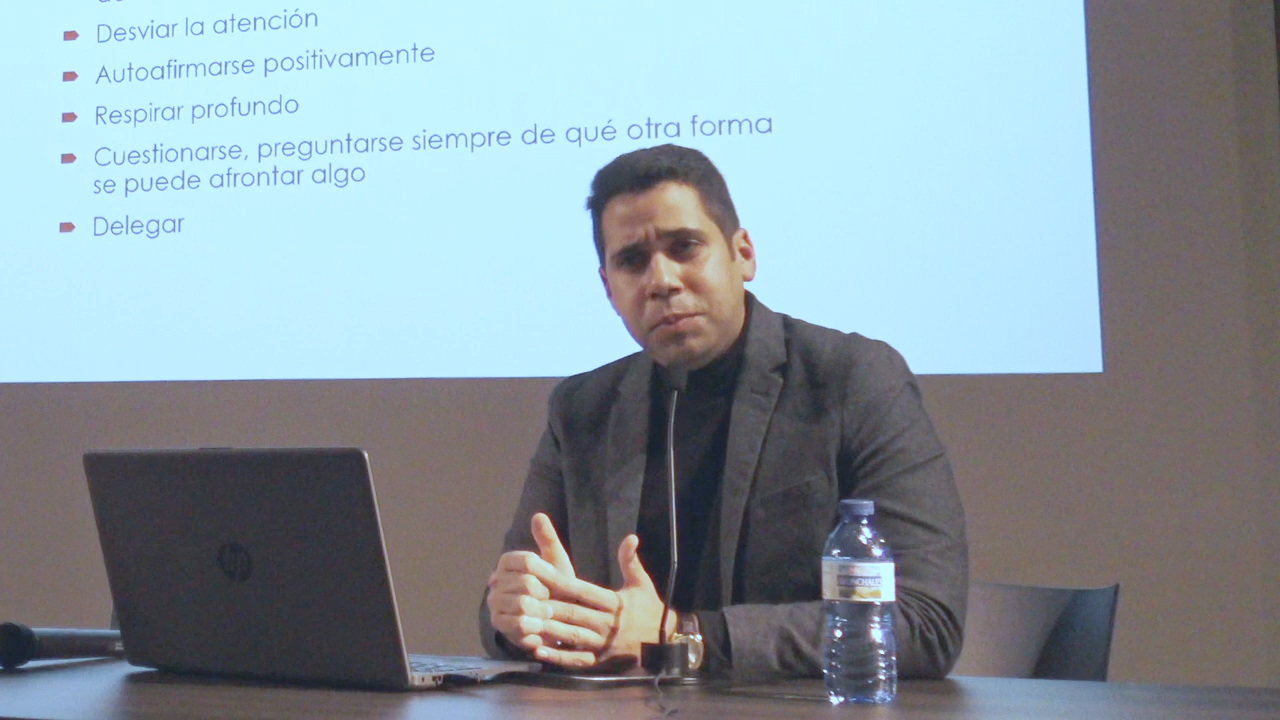 Desviar la atención
Autoafirmarse positivamente
Respirar profundo
Cuestionarse, preguntarse siempre de qué otra forma
se puede afrontar algo
Delegar
hp